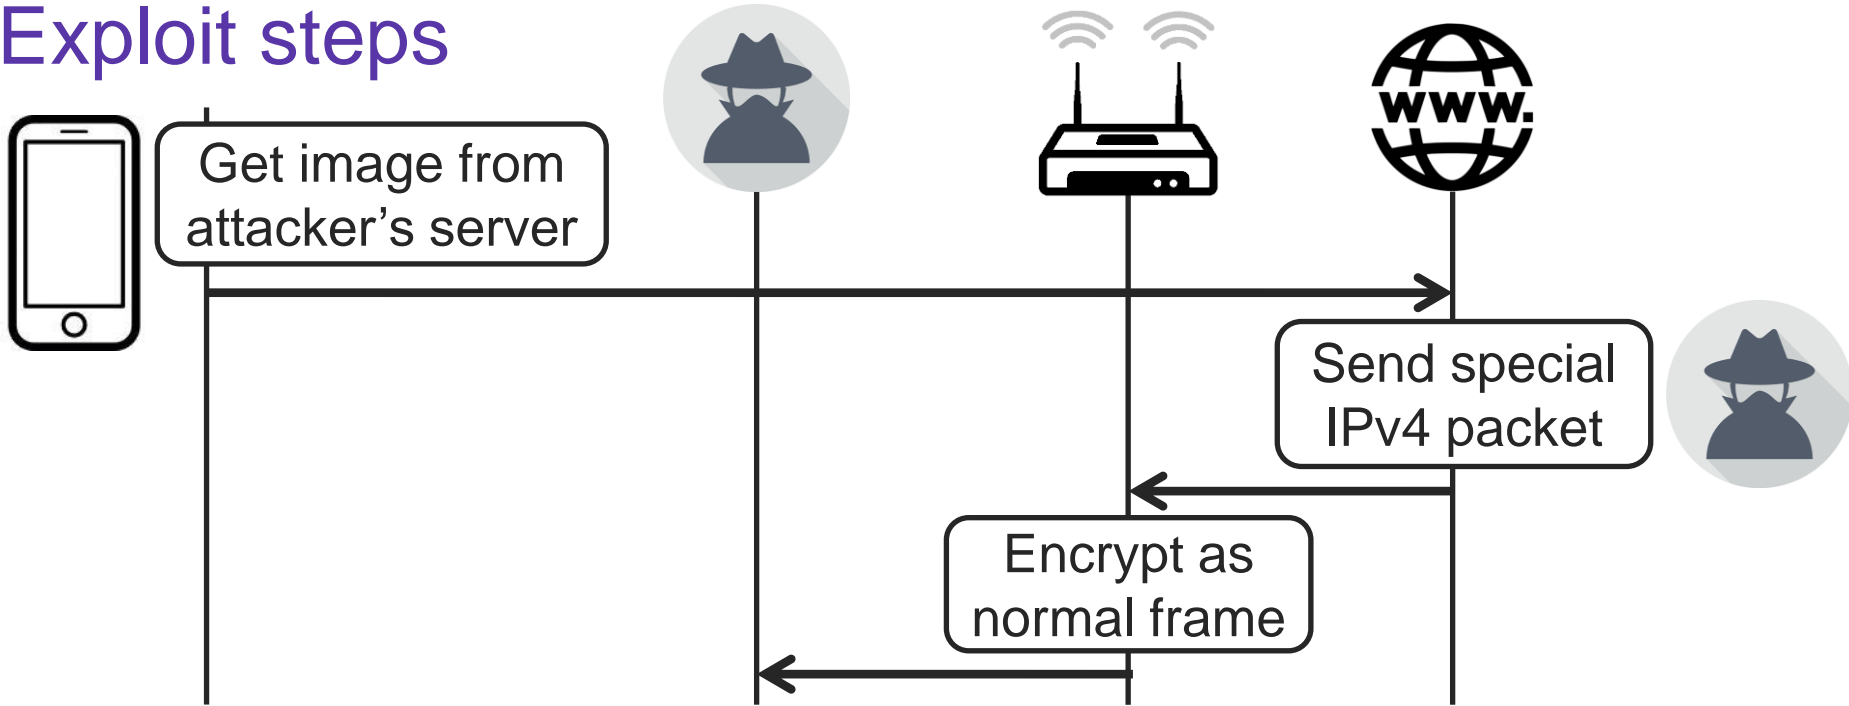 Exploit steps
www.
Get image from
attacker’s server
Send special
IPv4 packet
Encrypt as
normal frame